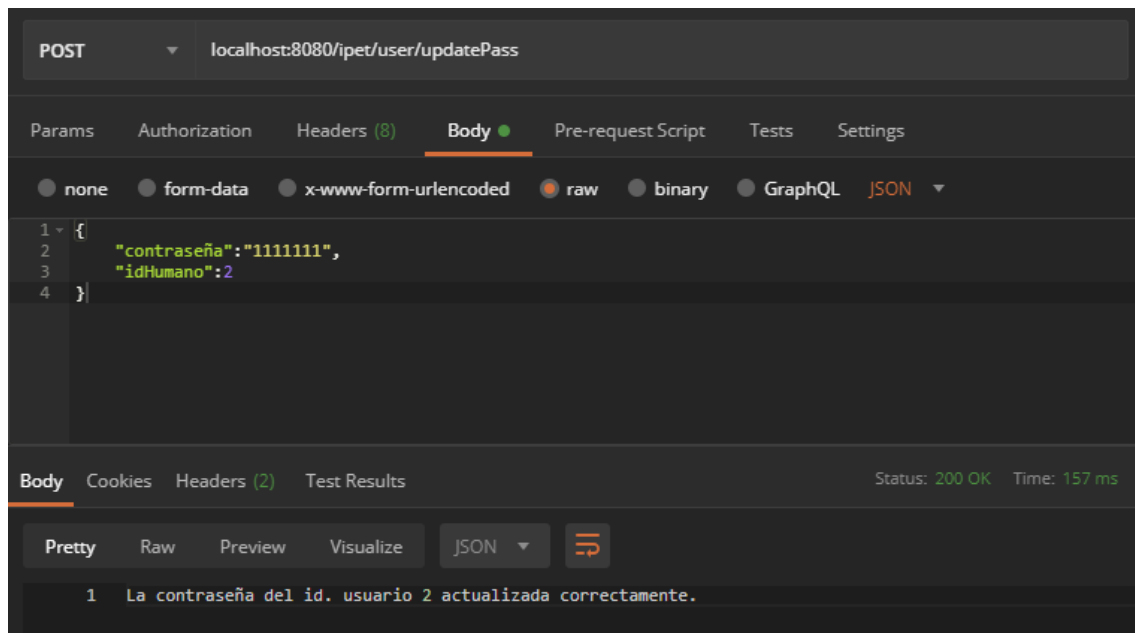 POST localhost:8080/ipet/user/updatePass
Params Authorization Headers (8) Body Pre-request Script Tests Settings
none form-data x-www-form-urlencoded raw binary GraphQL JSON
1 {
2 "contraseña":"1111111",
3 "idHumano":2
4 }
Body Cookies Headers (2) Test Results Status: 200 OK Time: 157 ms
Pretty Raw Preview Visualize JSON
1 La contraseña del id. usuario 2 actualizada correctamente.